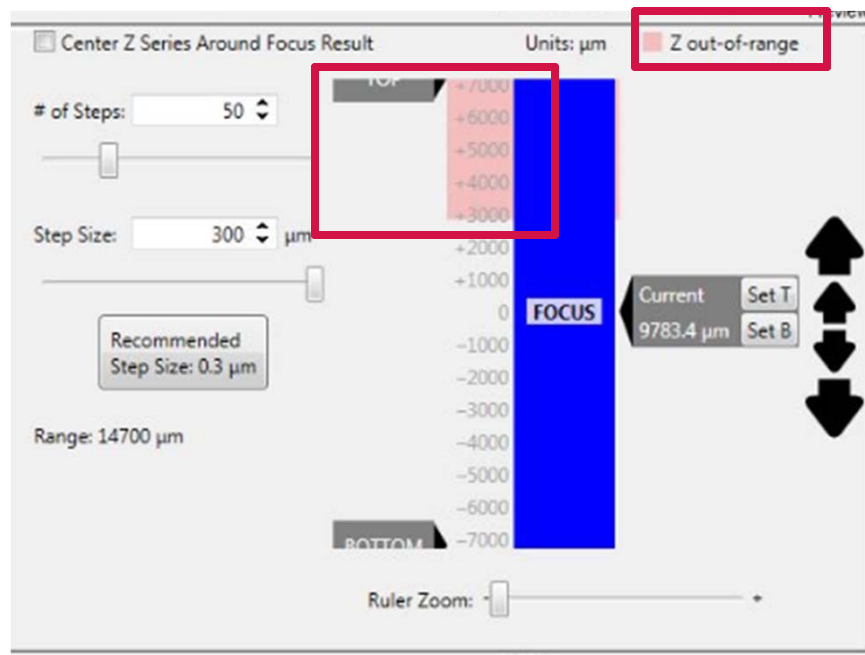 Center Z Series Around Focus Result
Units: µm
Z out-of-range
# of Steps: 50
Step Size: 300 µm
Recommended
Step Size: 0.3 µm
Range: 14700 µm
TOP
+7000
+6000
+5000
+4000
+3000
+2000
+1000
0
−1000
−2000
−3000
−4000
−5000
−6000
−7000
BOTTOM
FOCUS
Current
9783.4 µm
Set T
Set B
Ruler Zoom: - +